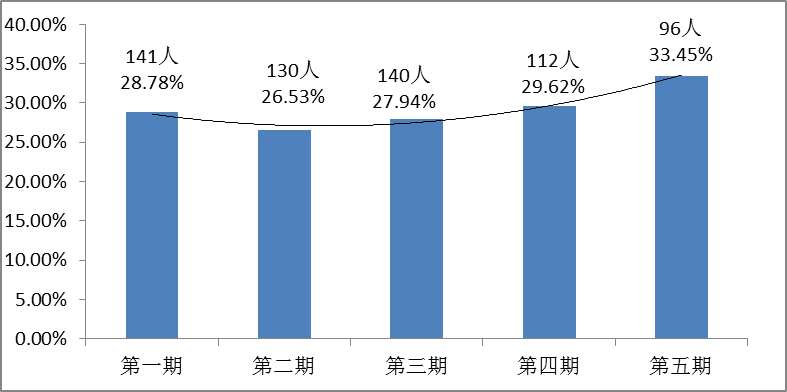 40.00%
35.00%
30.00%
25.00%
20.00%
15.00%
10.00%
5.00%
0.00%
141人
28.78%
130人
26.53%
140人
27.94%
112人
29.62%
96人
33.45%
第一期
第二期
第三期
第四期
第五期